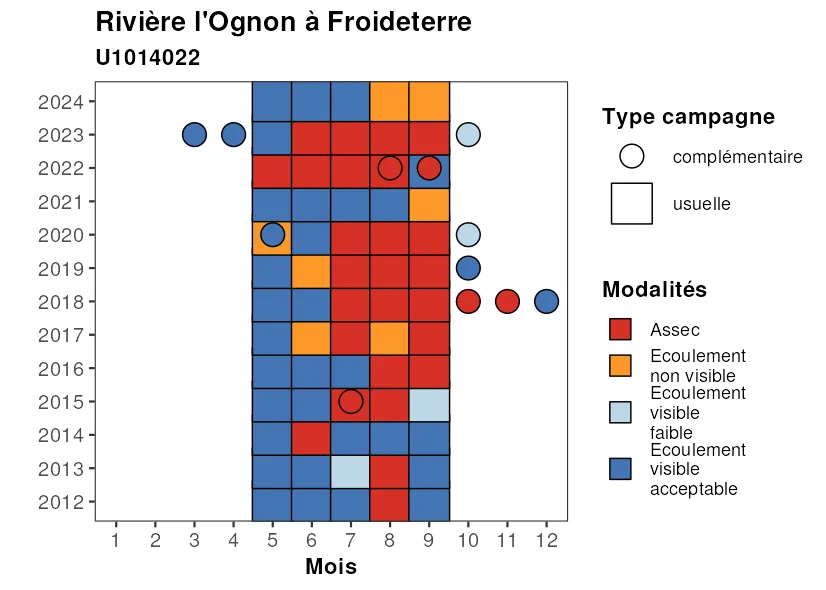 Rivière l'Ognon à Froideterre
U1014022
2024
2023
2022
2021
2020
2019
2018
2017
2016
2015
2014
2013
2012
1 2 3 4 5 6 7 8 9 10 11 12
Mois
Type campagne
complémentaire
usuelle
Modalités
Assec
Ecoulement
non visible
Ecoulement
visible
faible
Ecoulement
visible
acceptable